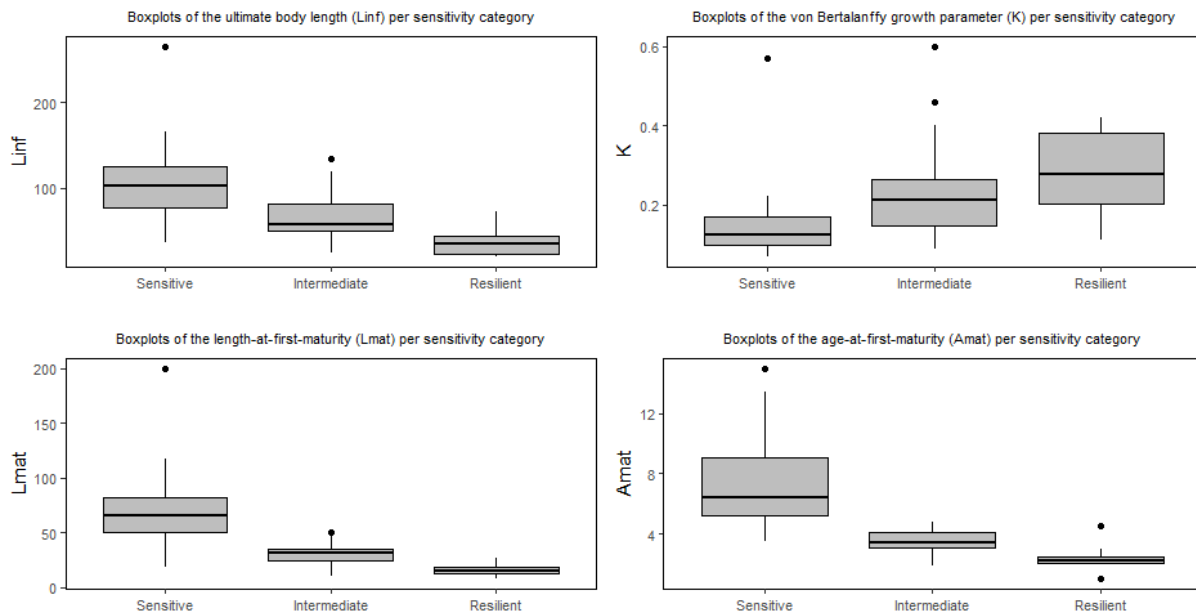 Boxplots of the ultimate body length (Linf) per sensitivity category
Linf
200
100
Sensitive
Intermediate
Resilient
Boxplots of the von Bertalanffy growth parameter (K) per sensitivity category
K
0.6
0.4
0.2
Sensitive
Intermediate
Resilient
Boxplots of the length-at-first-maturity (Lmat) per sensitivity category
Lmat
200
150
100
50
0
Sensitive
Intermediate
Resilient
Boxplots of the age-at-first-maturity (Amat) per sensitivity category
Amat
12
8
4
Sensitive
Intermediate
Resilient